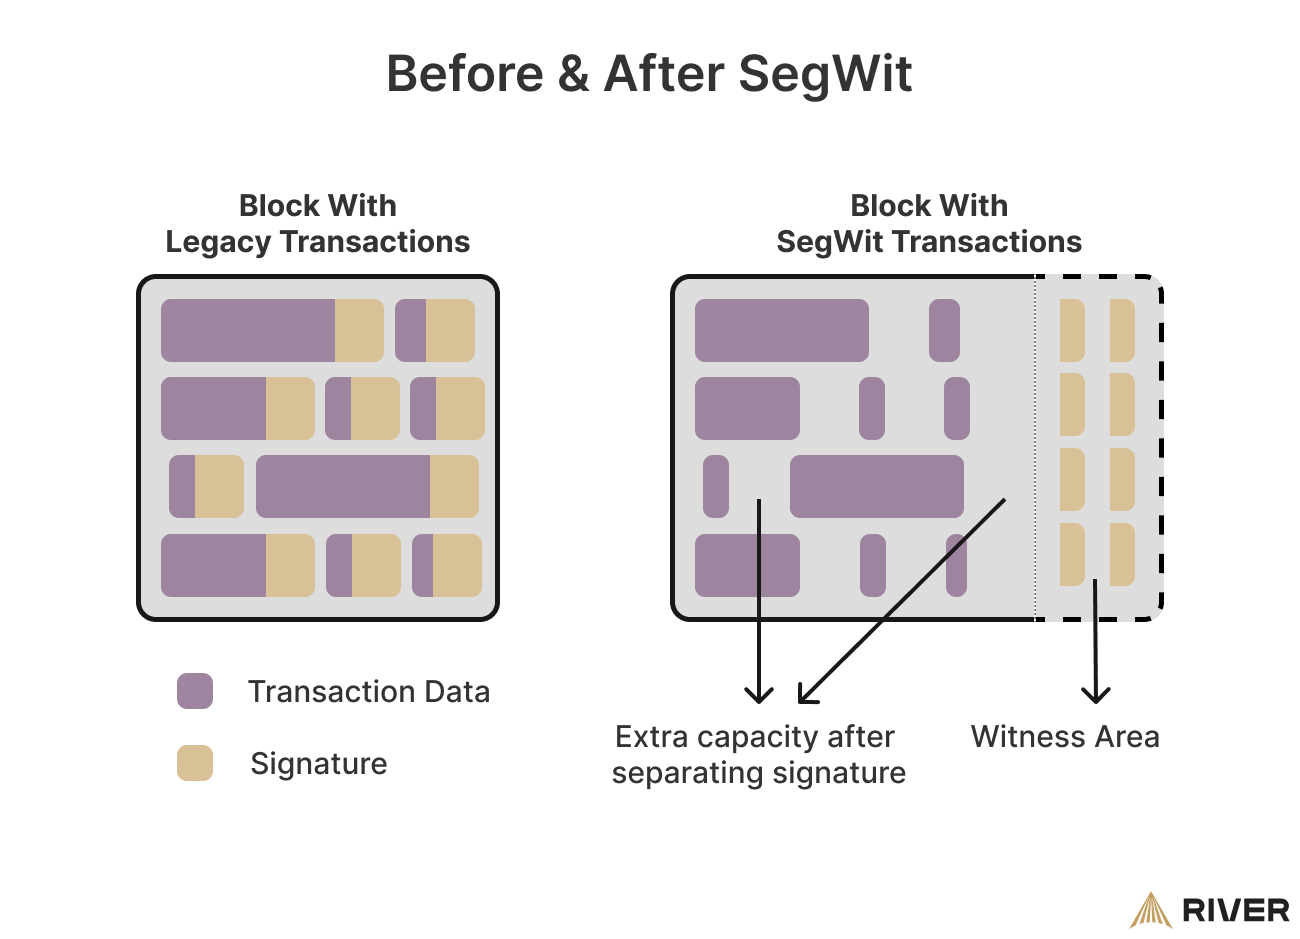 Before & After SegWit
Block With
Legacy Transactions
Block With
SegWit Transactions
Transaction Data
Signature
Extra capacity after
separating signature
Witness Area
RIVER